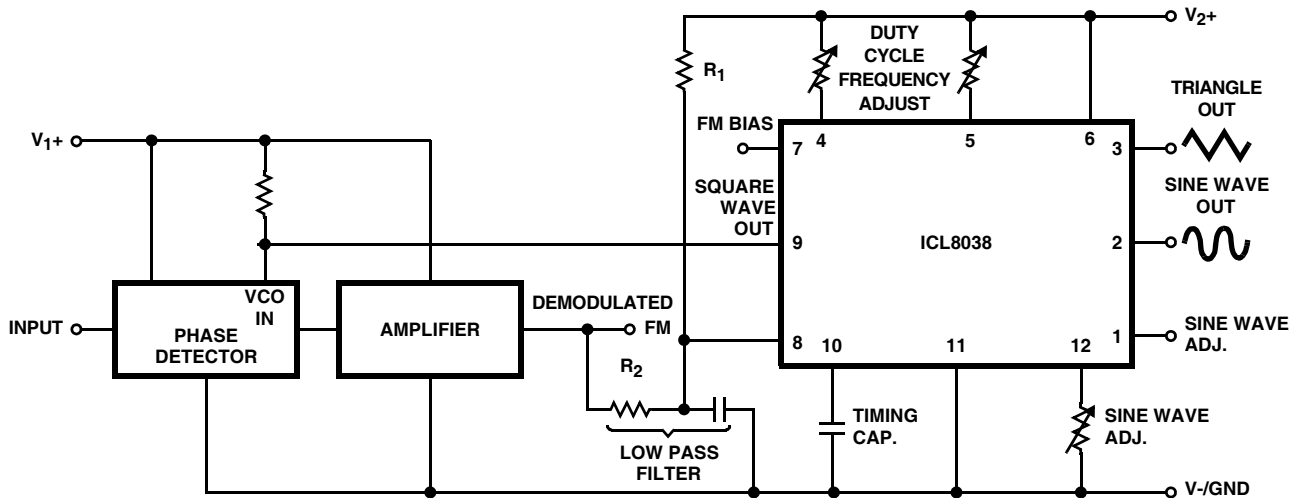 V2+
DUTY
CYCLE
FREQUENCY
ADJUST
R1
TRIANGLE
OUT
V1+
FM BIAS
7
4
5
6
3
SQUARE
WAVE
OUT
SINE WAVE
OUT
9
ICL8038
2
VCO
IN
INPUT
PHASE
DETECTOR
AMPLIFIER
DEMODULATED
FM
8
10
11
12
1
SINE WAVE
ADJ.
R2
TIMING
CAP.
SINE WAVE
ADJ.
LOW PASS
FILTER
V-/GND